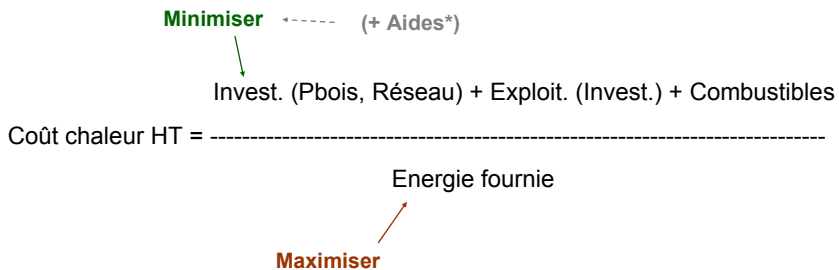 Minimiser (+ Aides*)
Invest. (Pbois, Réseau) + Exploit. (Invest.) + Combustibles
Coût chaleur HT = -----------------------------------------------------------------------------
Energie fournie
Maximiser